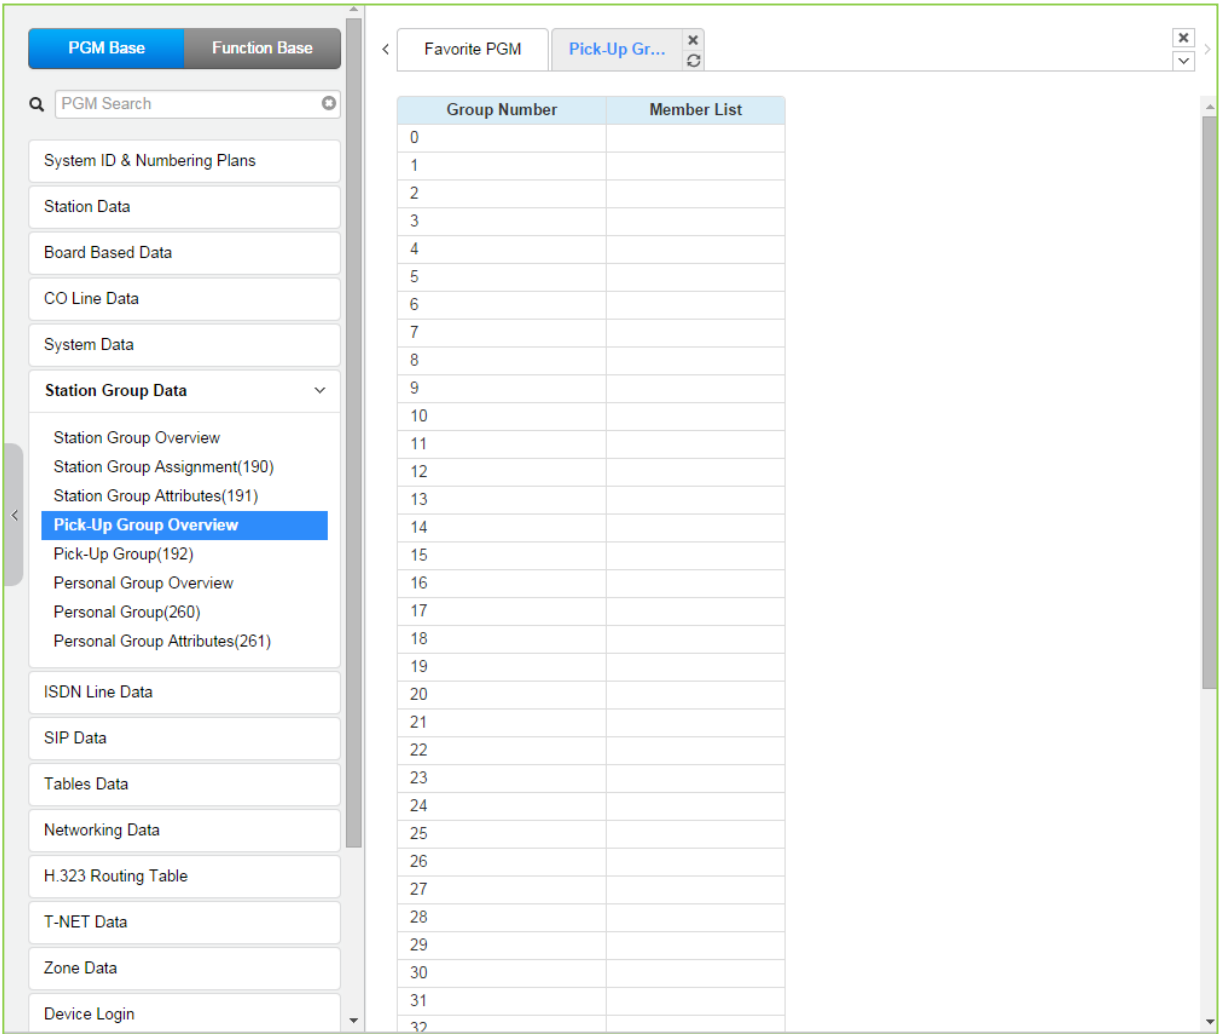 PGM Base Function Base
PGM Search
System ID & Numbering Plans
Station Data
Board Based Data
CO Line Data
System Data
Station Group Data
Station Group Overview
Station Group Assignment(190)
Station Group Attributes(191)
Pick-Up Group Overview
Pick-Up Group(192)
Personal Group Overview
Personal Group(260)
Personal Group Attributes(261)
ISDN Line Data
SIP Data
Tables Data
Networking Data
H.323 Routing Table
T-NET Data
Zone Data
Device Login
Favorite PGM Pick-Up Gr...
Group Number Member List
0
1
2
3
4
5
6
7
8
9
10
11
12
13
14
15
16
17
18
19
20
21
22
23
24
25
26
27
28
29
30
31
32